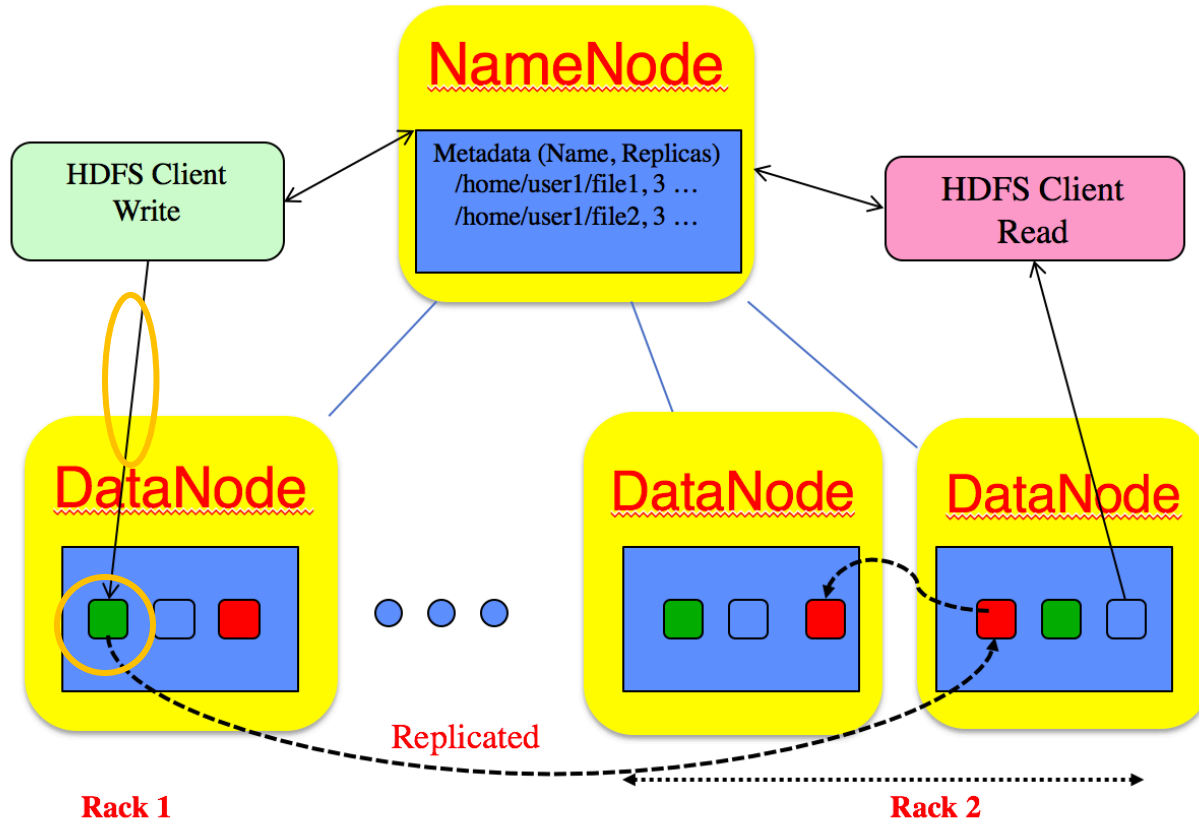 NameNode
HDFS Client
Write
Metadata (Name, Replicas)
/home/user1/file1, 3 …
/home/user1/file2, 3 …
HDFS Client
Read
DataNode
DataNode
DataNode
Replicated
Rack 1
Rack 2